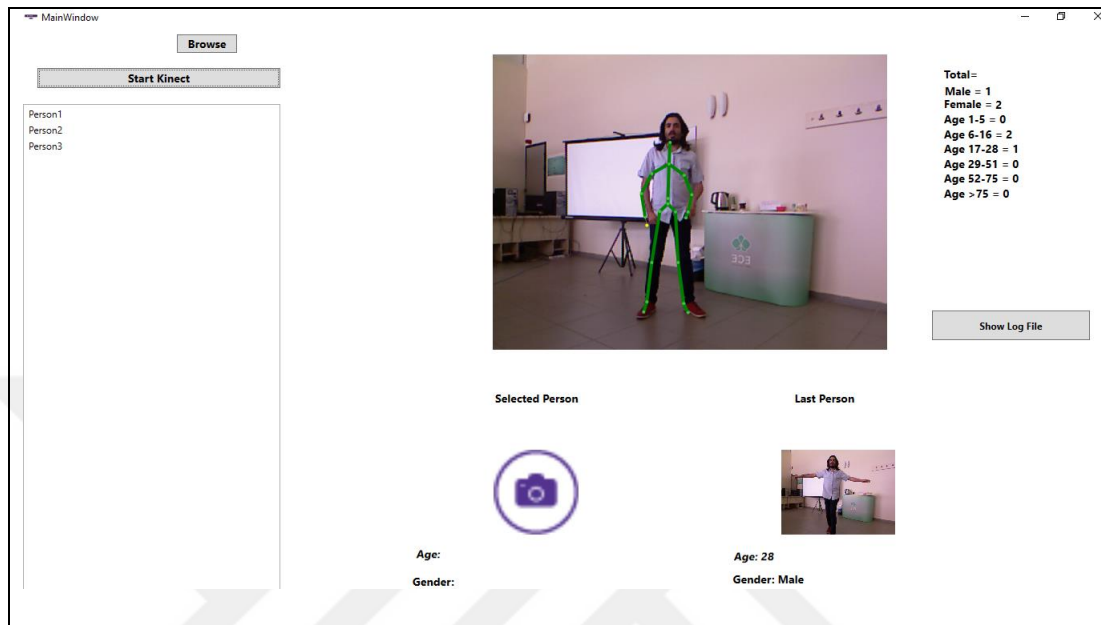 MainWindow
Browse
Start Kinect
Person1
Person2
Person3
ECE
Total=
Male = 1
Female = 2
Age 1-5 = 0
Age 6-16 = 2
Age 17-28 = 1
Age 29-51 = 0
Age 52-75 = 0
Age >75 = 0
Show Log File
Selected Person
Last Person
Age:
Gender:
Age: 28
Gender: Male